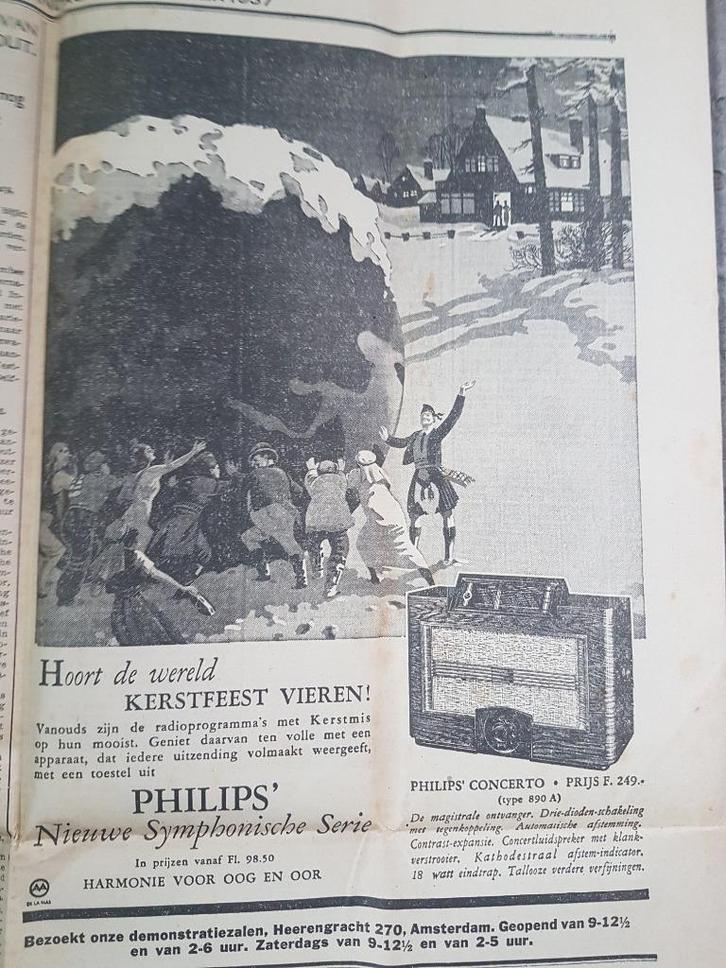 VAN
OUT.
Hoort de wereld
KERSTFEEST VIEREN!
Vanouds zijn de radioprogramma's met Kerstmis
op hun mooist. Geniet daarvan ten volle met een
apparaat, dat iedere uitzending volmaakt weergeeft,
met een toestel uit
PHILIPS'
Nieuwe Symphonische Serie
In prijzen vanaf Fl. 98.50
HARMONIE VOOR OOG EN OOR
DE LA MAR
PHILIPS' CONCERTO • PRIJS F. 249.-
(type 890 A)
De magistrale ontvanger. Drie-dioden-schakeling
met tegenkoppeling. Automatische afstemming.
Contrast-expansie. Concertluidspreker met klank-
verstrooier. Kathodestraal afstem-indicator.
18 watt eindtrap. Tallooze verdere verfijningen.
Bezoekt onze demonstratiezalen, Heerengracht 270, Amsterdam. Geopend van 9-12½
en van 2-6 uur. Zaterdags van 9-12½ en van 2-5 uur.